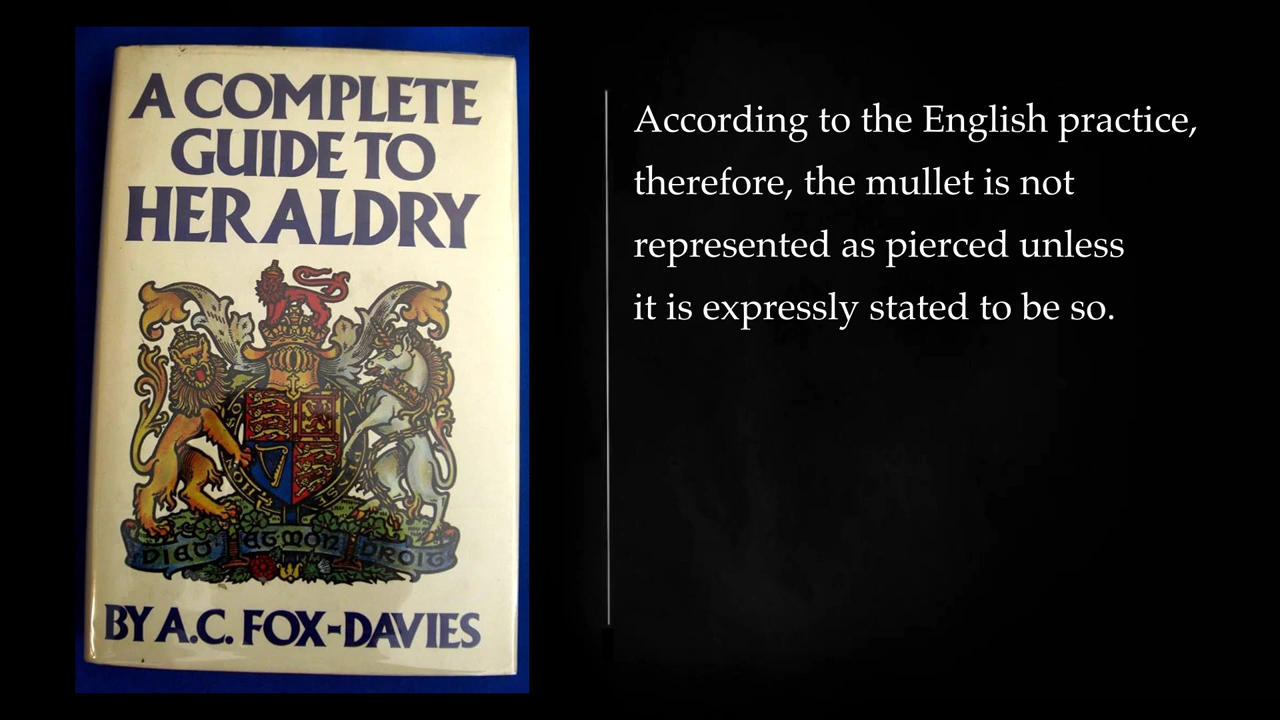 A COMPLETE
GUIDE TO
HERALDRY
DIEU ET MON DROIT
BY A.C. FOX-DAVIES
According to the English practice,
therefore, the mullet is not
represented as pierced unless
it is expressly stated to be so.